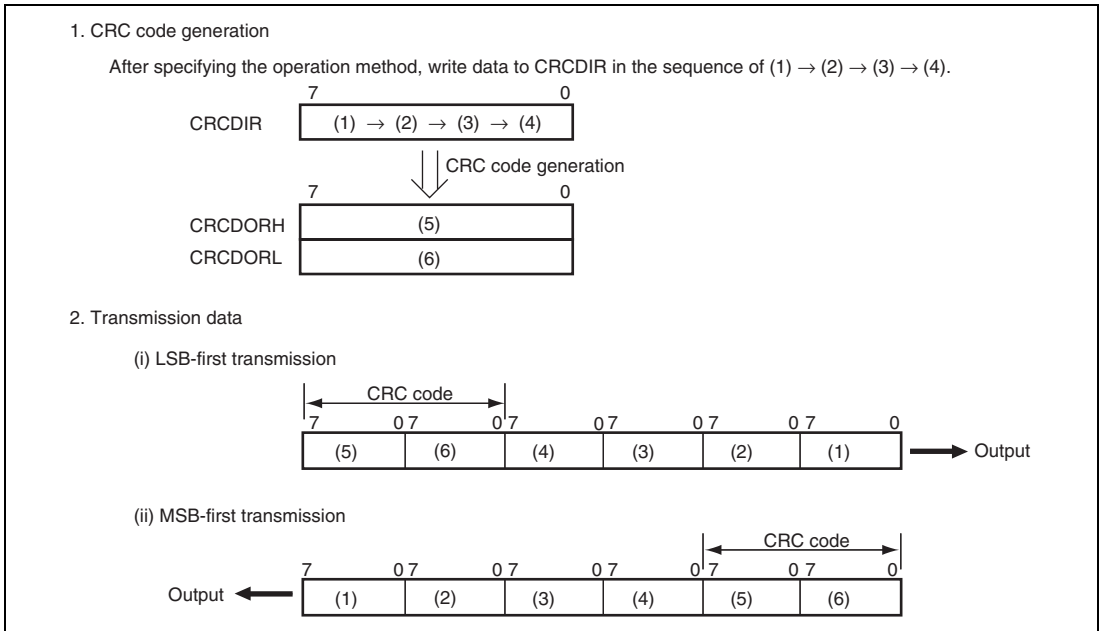 1. CRC code generation
After specifying the operation method, write data to CRCDIR in the sequence of (1) → (2) → (3) → (4).
7 0
CRCDIR (1) → (2) → (3) → (4)
CRC code generation
7 0
CRCDORH (5)
CRCDORL (6)
2. Transmission data
(i) LSB-first transmission
CRC code
7 0 7 0 7 0 7 0 7 0 7 0
(5) (6) (4) (3) (2) (1) Output
(ii) MSB-first transmission
CRC code
7 0 7 0 7 0 7 0 7 0 7 0
Output (1) (2) (3) (4) (5) (6)